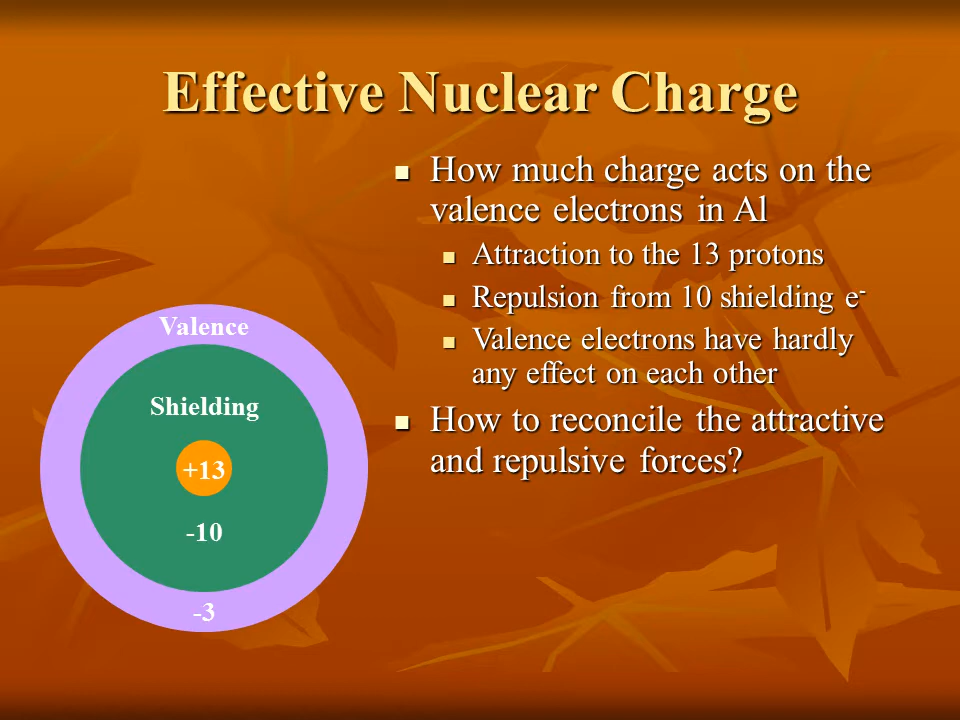 Effective Nuclear Charge
How much charge acts on the
valence electrons in Al
Attraction to the 13 protons
Repulsion from 10 shielding e-
Valence electrons have hardly
any effect on each other
How to reconcile the attractive
and repulsive forces?
Valence
Shielding
+13
-10
-3